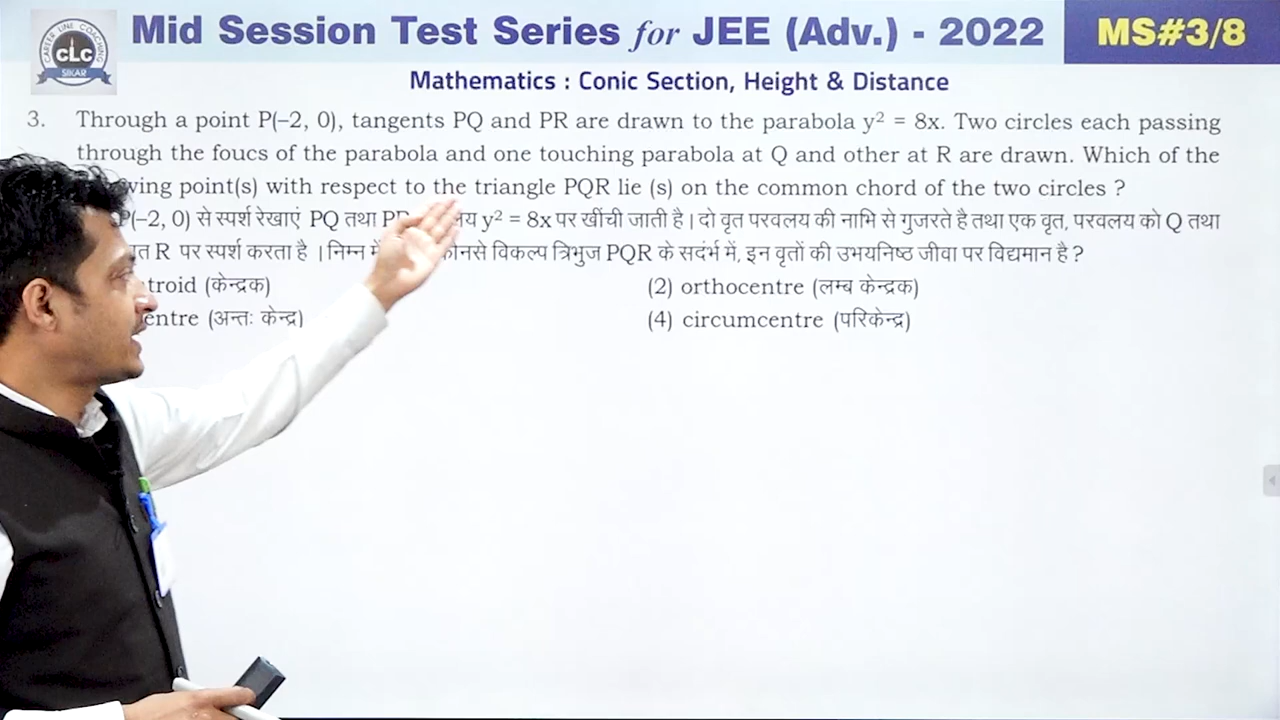 CAREER LINE COACHING
CLC
SIKAR
Mid Session Test Series for JEE (Adv.) - 2022
MS#3/8
Mathematics : Conic Section, Height & Distance
3. Through a point P(–2, 0), tangents PQ and PR are drawn to the parabola y² = 8x. Two circles each passing
through the foucs of the parabola and one touching parabola at Q and other at R are drawn. Which of the
wing point(s) with respect to the triangle PQR lie (s) on the common chord of the two circles ?
P(–2, 0) से स्पर्श रेखाएं PQ तथा PR y² = 8x पर खींची जाती है। दो वृत परवलय की नाभि से गुजरते है तथा एक वृत, परवलय को Q तथा
R पर स्पर्श करता है । निम्न में विकल्प त्रिभुज PQR के सदंर्भ में, इन वृतों की उभयनिष्ठ जीवा पर विद्यमान है ?
troid (केन्द्रक)
(2) orthocentre (लम्ब केन्द्रक)
entre (अन्तः केन्द्र)
(4) circumcentre (परिकेन्द्र)